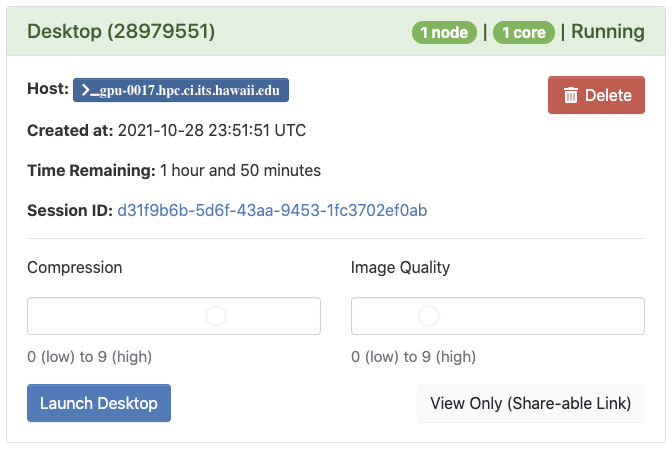 Desktop (28979551) 1 node | 1 core | Running
Host: >_gpu-0017.hpc.ci.its.hawaii.edu Delete
Created at: 2021-10-28 23:51:51 UTC
Time Remaining: 1 hour and 50 minutes
Session ID: d31f9b6b-5d6f-43aa-9453-1fc3702ef0ab
Compression Image Quality
0 (low) to 9 (high) 0 (low) to 9 (high)
Launch Desktop View Only (Share-able Link)